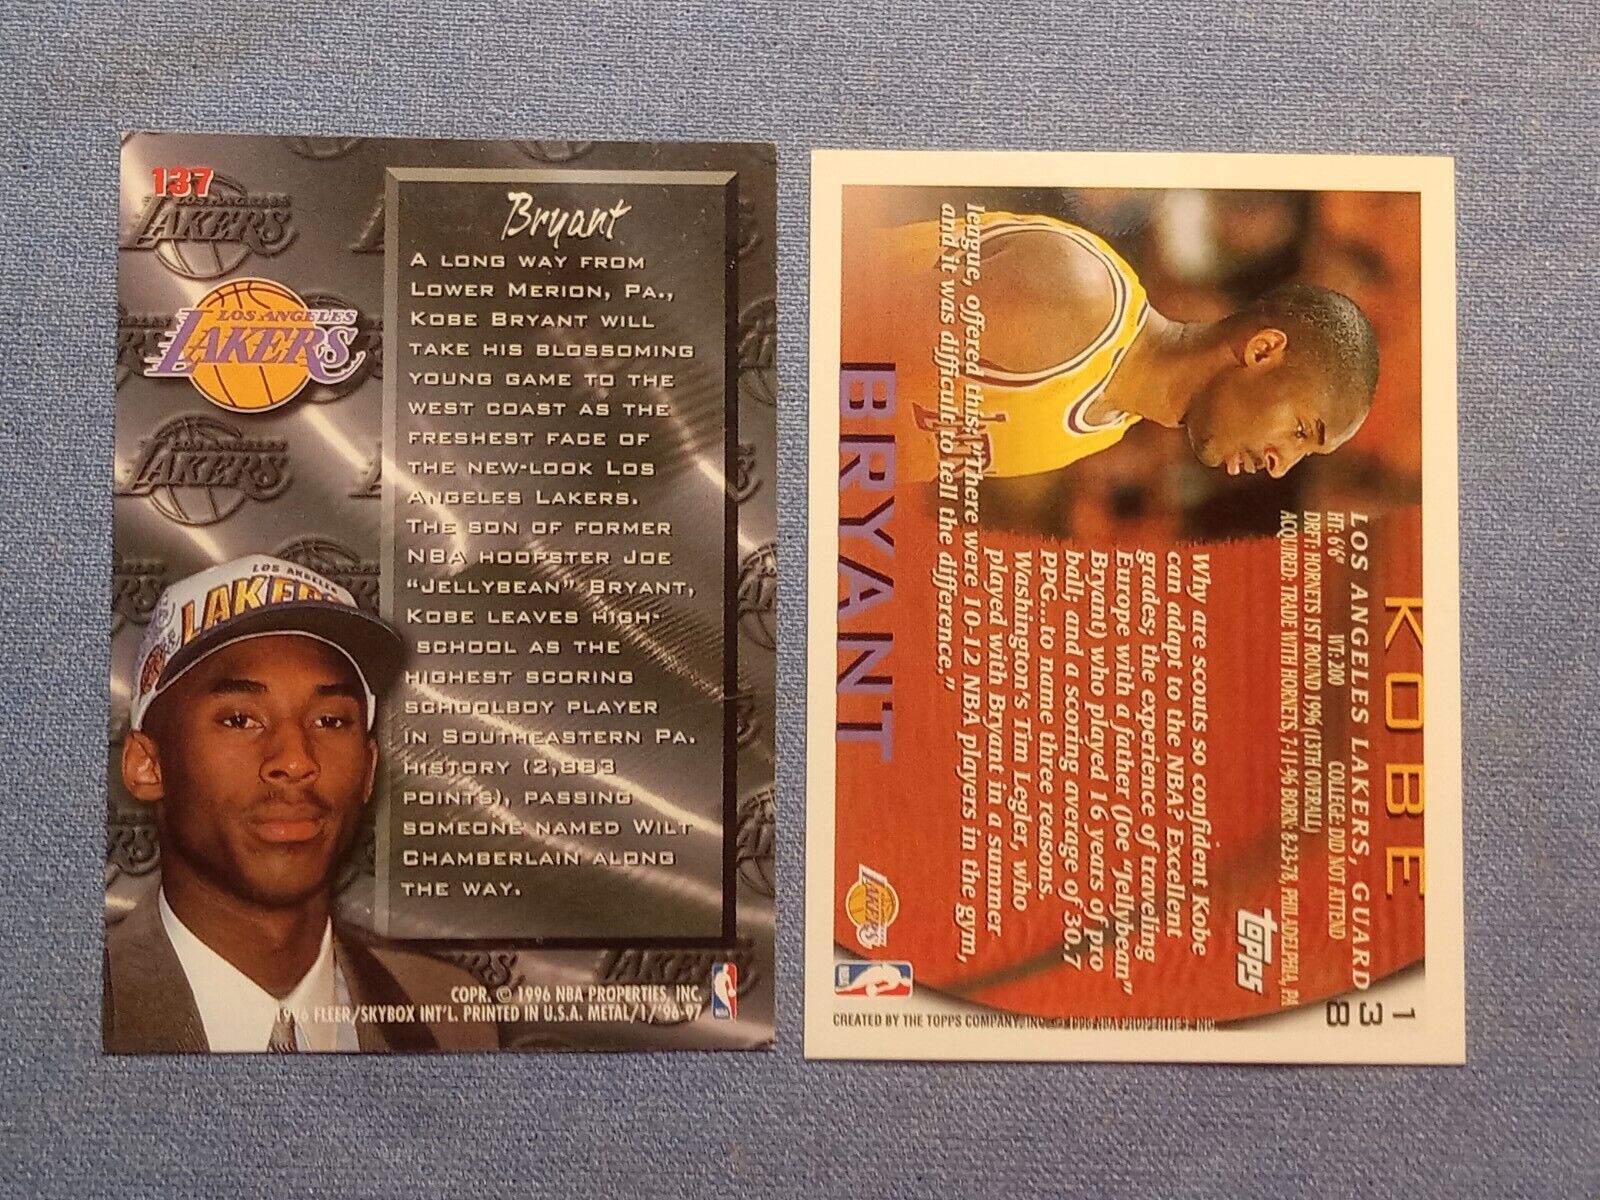 137
LOS ANGELES
LAKERS
LOS ANGELES
LAKERS
LOS ANGELES
LAKERS
LOS ANGELES
LAKERS
Bryant
A LONG WAY FROM
LOWER MERION, PA.,
KOBE BRYANT WILL
TAKE HIS BLOSSOMING
YOUNG GAME TO THE
WEST COAST AS THE
FRESHEST FACE OF
THE NEW-LOOK LOS
ANGELES LAKERS.
THE SON OF FORMER
NBA HOOPSTER JOE
"JELLYBEAN" BRYANT,
KOBE LEAVES HIGH-
SCHOOL AS THE
HIGHEST SCORING
SCHOOLBOY PLAYER
IN SOUTHEASTERN PA.
HISTORY (2,883
POINTS), PASSING
SOMEONE NAMED WILT
CHAMBERLAIN ALONG
THE WAY.
COPR. © 1996 NBA PROPERTIES, INC.
1996 FLEER/SKYBOX INT'L. PRINTED IN U.S.A. METAL/1/'96-97
138
KOBE
LOS ANGELES LAKERS, GUARD
HT: 6'6" WT: 200 COLLEGE: DID NOT ATTEND
DRFT: HORNETS 1ST ROUND 1996 (13TH OVERALL)
ACQUIRED: TRADE WITH HORNETS, 7-11-96 BORN: 8-23-78, PHILADELPHIA, PA
TOPPS
Why are scouts so confident Kobe
can adapt to the NBA? Excellent
grades; the experience of traveling
Europe with a father (Joe "Jellybean"
Bryant) who played 16 years of pro
ball; and a scoring average of 30.7
PPG...to name three reasons.
Washington's Tim Legler, who
played with Bryant in a summer
league, offered this: "There were 10-12 NBA players in the gym,
and it was difficult to tell the difference."
BRYANT
LAKERS
NBA
CREATED BY THE TOPPS COMPANY, INC. NBA PROPERTIES, INC.